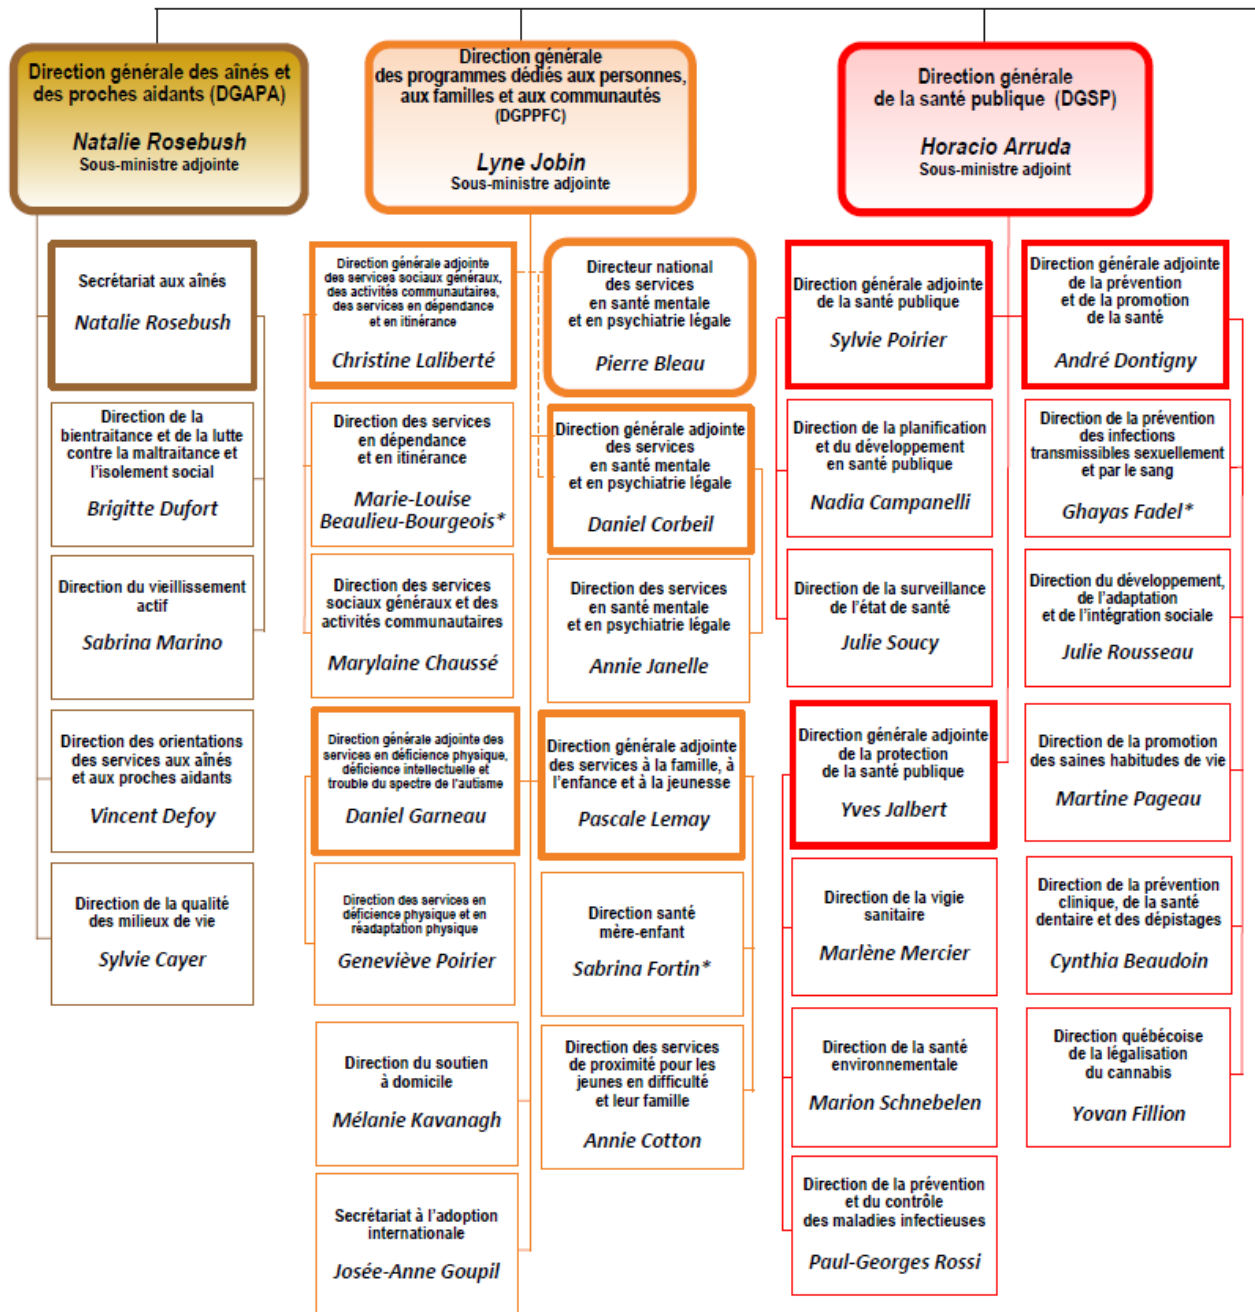 Direction générale des aînés et
des proches aidants (DGAPA)
Natalie Rosebush
Sous-ministre adjointe
Secrétariat aux aînés
Natalie Rosebush
Direction de la
bientraitance et de la lutte
contre la maltraitance et
l'isolement social
Brigitte Dufort
Direction du vieillissement
actif
Sabrina Marino
Direction des orientations
des services aux aînés
et aux proches aidants
Vincent Defoy
Direction de la qualité
des milieux de vie
Sylvie Cayer
Direction générale
des programmes dédiés aux personnes,
aux familles et aux communautés
(DGPPFC)
Lyne Jobin
Sous-ministre adjointe
Direction générale adjointe
des services sociaux généraux,
des activités communautaires,
des services en dépendance
et en itinérance
Christine Laliberté
Direction des services
en dépendance
et en itinérance
Marie-Louise
Beaulieu-Bourgeois*
Direction des services
sociaux généraux et des
activités communautaires
Marylaine Chaussé
Direction générale adjointe des
services en déficience physique,
déficience intellectuelle et
trouble du spectre de l'autisme
Daniel Garneau
Direction des services en
déficience physique et en
réadaptation physique
Geneviève Poirier
Direction du soutien
à domicile
Mélanie Kavanagh
Secrétariat à l'adoption
internationale
Josée-Anne Goupil
Directeur national
des services
en santé mentale
et en psychiatrie légale
Pierre Bleau
Direction générale adjointe
des services
en santé mentale
et en psychiatrie légale
Daniel Corbeil
Direction des services
en santé mentale
et en psychiatrie légale
Annie Janelle
Direction générale adjointe
des services à la famille, à
l'enfance et à la jeunesse
Pascale Lemay
Direction santé
mère-enfant
Sabrina Fortin*
Direction des services
de proximité pour les
jeunes en difficulté
et leur famille
Annie Cotton
Direction générale
de la santé publique (DGSP)
Horacio Arruda
Sous-ministre adjoint
Direction générale adjointe
de la santé publique
Sylvie Poirier
Direction de la planification
et du développement
en santé publique
Nadia Campanelli
Direction de la surveillance
de l'état de santé
Julie Soucy
Direction générale adjointe
de la protection
de la santé publique
Yves Jalbert
Direction de la vigie
sanitaire
Marlène Mercier
Direction de la santé
environnementale
Marion Schnebelen
Direction de la prévention
et du contrôle
des maladies infectieuses
Paul-Georges Rossi
Direction générale adjointe
de la prévention
et de la promotion
de la santé
André Dontigny
Direction de la prévention
des infections
transmissibles sexuellement
et par le sang
Ghayas Fadel*
Direction du développement,
de l'adaptation
et de l'intégration sociale
Julie Rousseau
Direction de la promotion
des saines habitudes de vie
Martine Pageau
Direction de la prévention
clinique, de la santé
dentaire et des dépistages
Cynthia Beaudoin
Direction québécoise
de la légalisation
du cannabis
Yovan Fillion